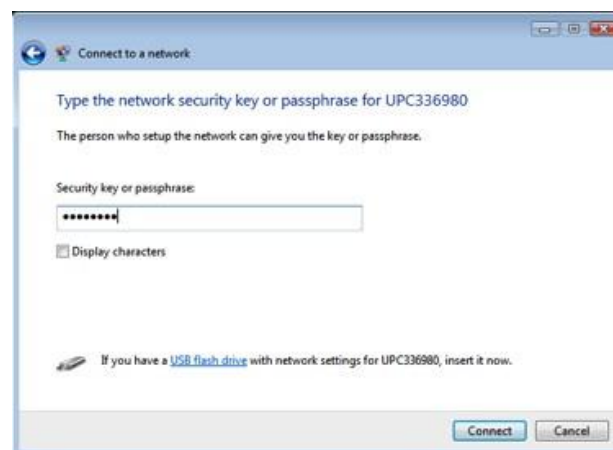 Connect to a network
Type the network security key or passphrase for UPC336980
The person who setup the network can give you the key or passphrase.
Security key or passphrase:
••••••••
Display characters
If you have a USB flash drive with network settings for UPC336980, insert it now.
Connect Cancel